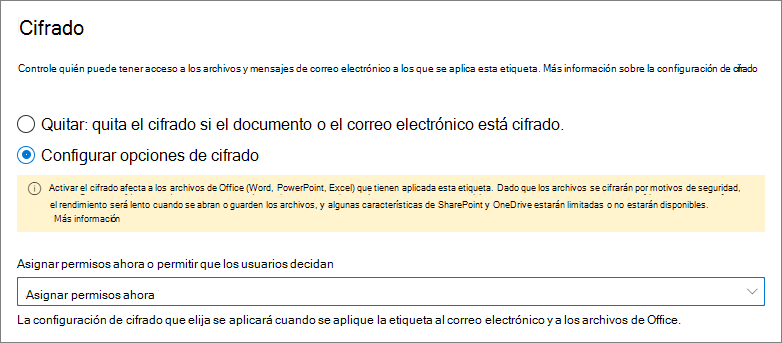 Cifrado
Controle quién puede tener acceso a los archivos y mensajes de correo electrónico a los que se aplica esta etiqueta. Más información sobre la configuración de cifrado
Quitar: quita el cifrado si el documento o el correo electrónico está cifrado.
Configurar opciones de cifrado
Activar el cifrado afecta a los archivos de Office (Word, PowerPoint, Excel) que tienen aplicada esta etiqueta. Dado que los archivos se cifrarán por motivos de seguridad,
el rendimiento será lento cuando se abran o guarden los archivos, y algunas características de SharePoint y OneDrive estarán limitadas o no estarán disponibles.
Más información
Asignar permisos ahora o permitir que los usuarios decidan
Asignar permisos ahora
La configuración de cifrado que elija se aplicará cuando se aplique la etiqueta al correo electrónico y a los archivos de Office.